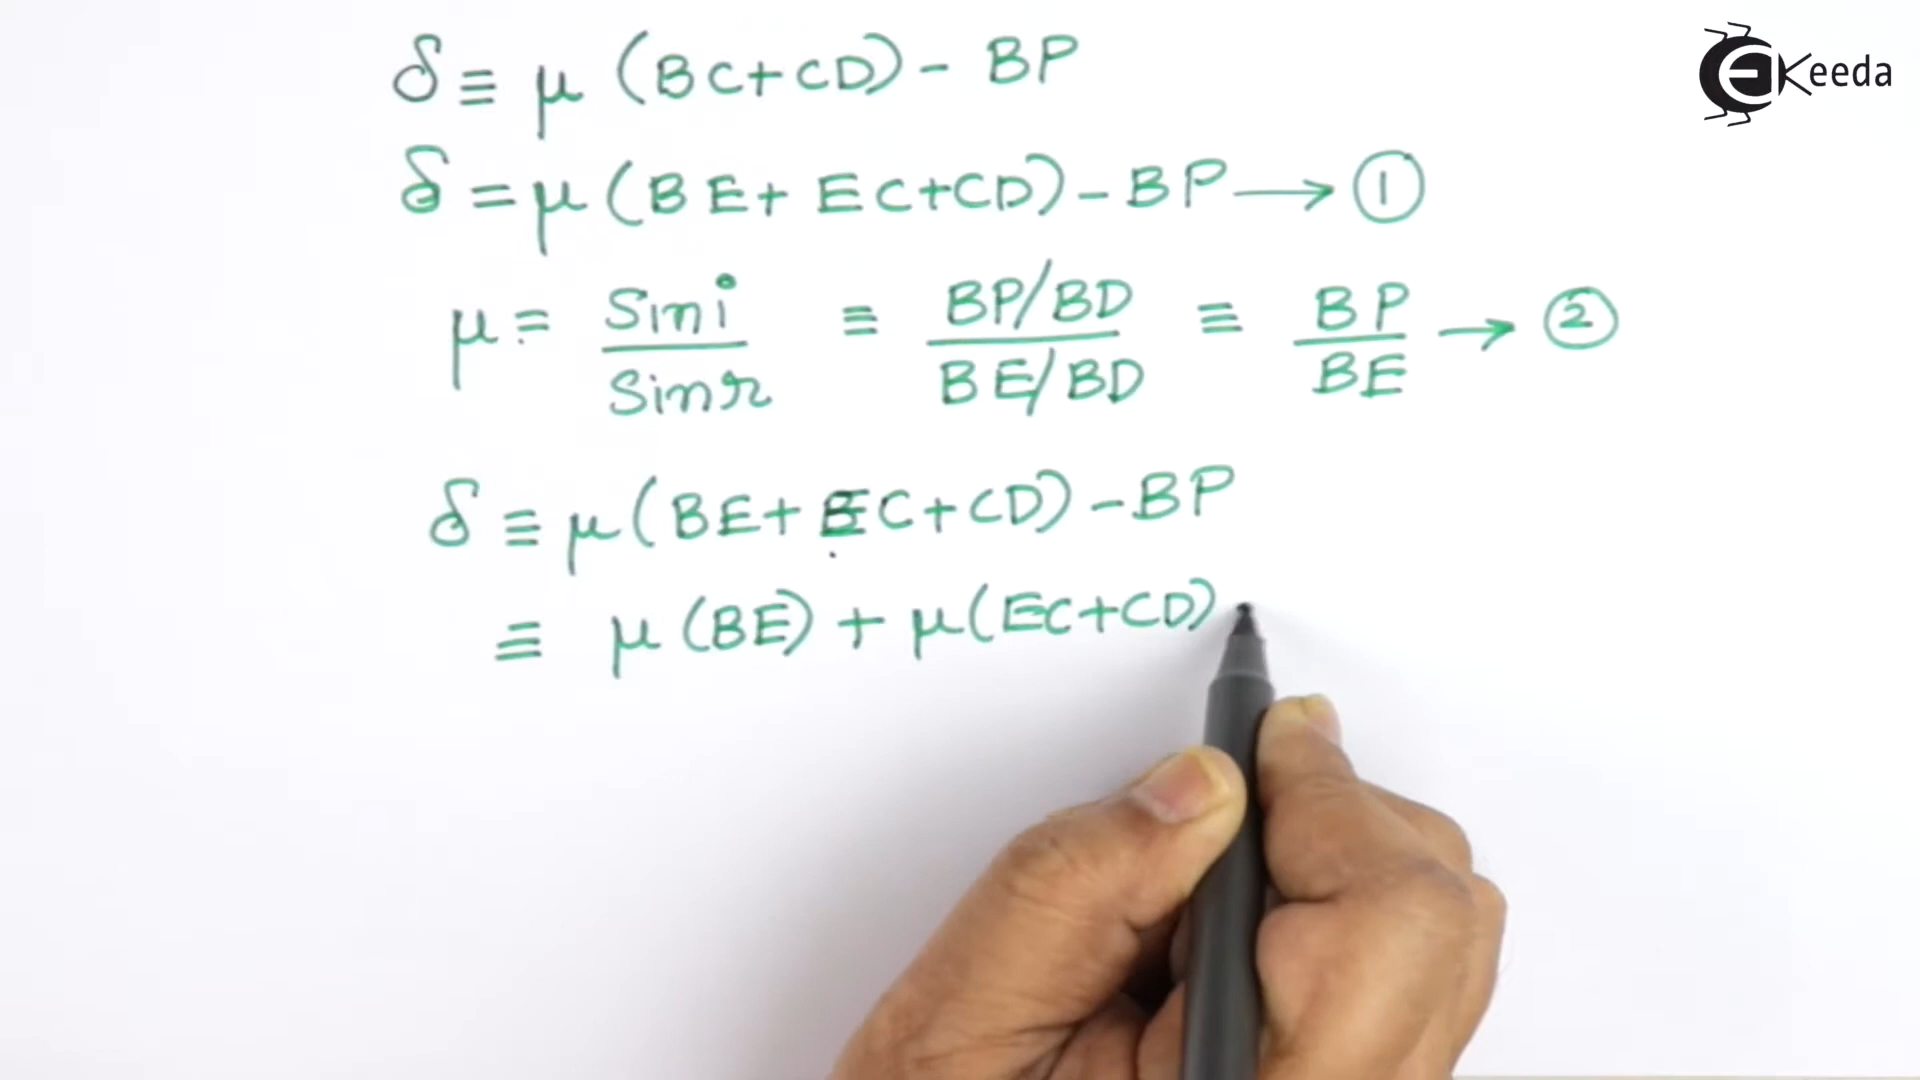 δ ≡ μ (BC+CD) - BP
EKeeda
δ = μ (BE + EC+CD) - BP → ①
μ = Sin i / Sin r ≡ BP/BD / BE/BD ≡ BP / BE → ②
δ ≡ μ (BE + EC + CD) - BP
≡ μ (BE) + μ (EC+CD)